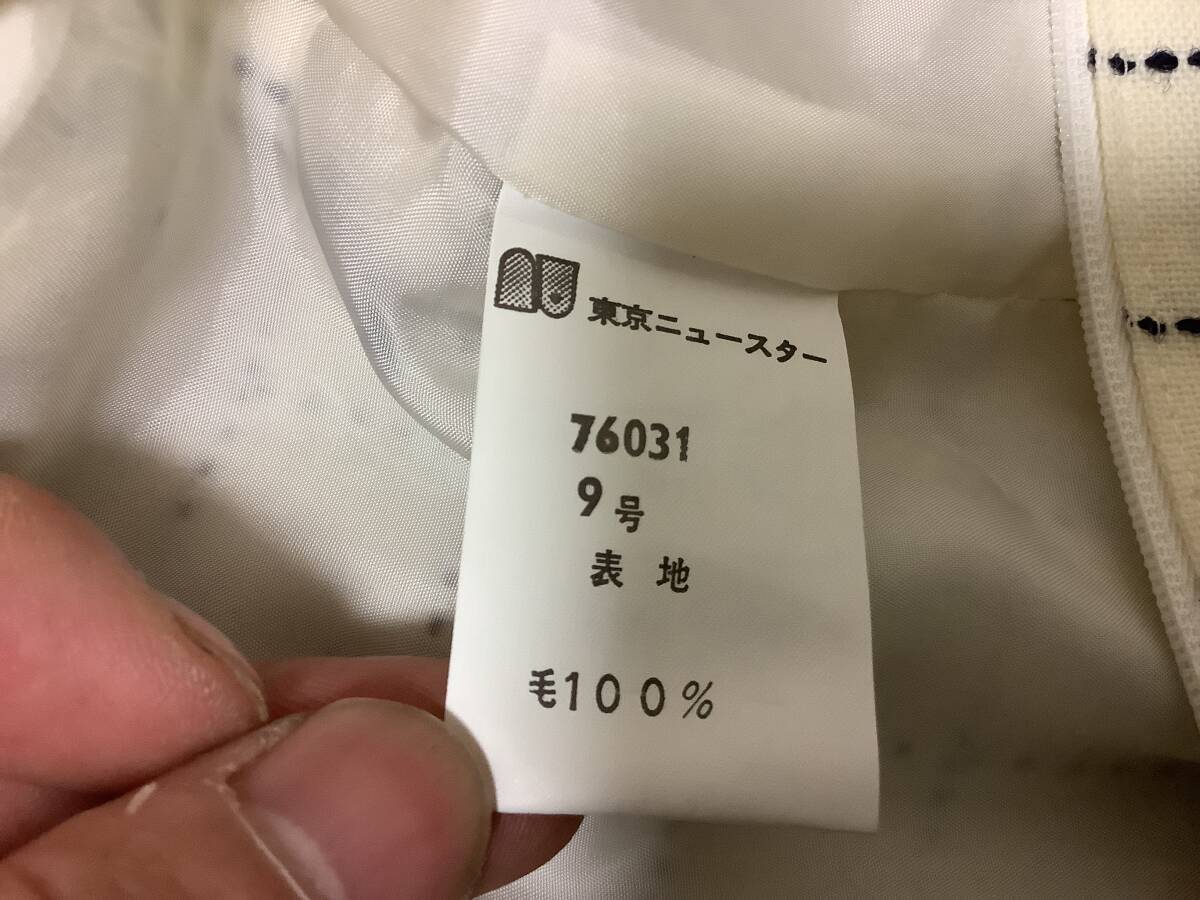 東京ニュースター
76031
9号
表 地
毛100%